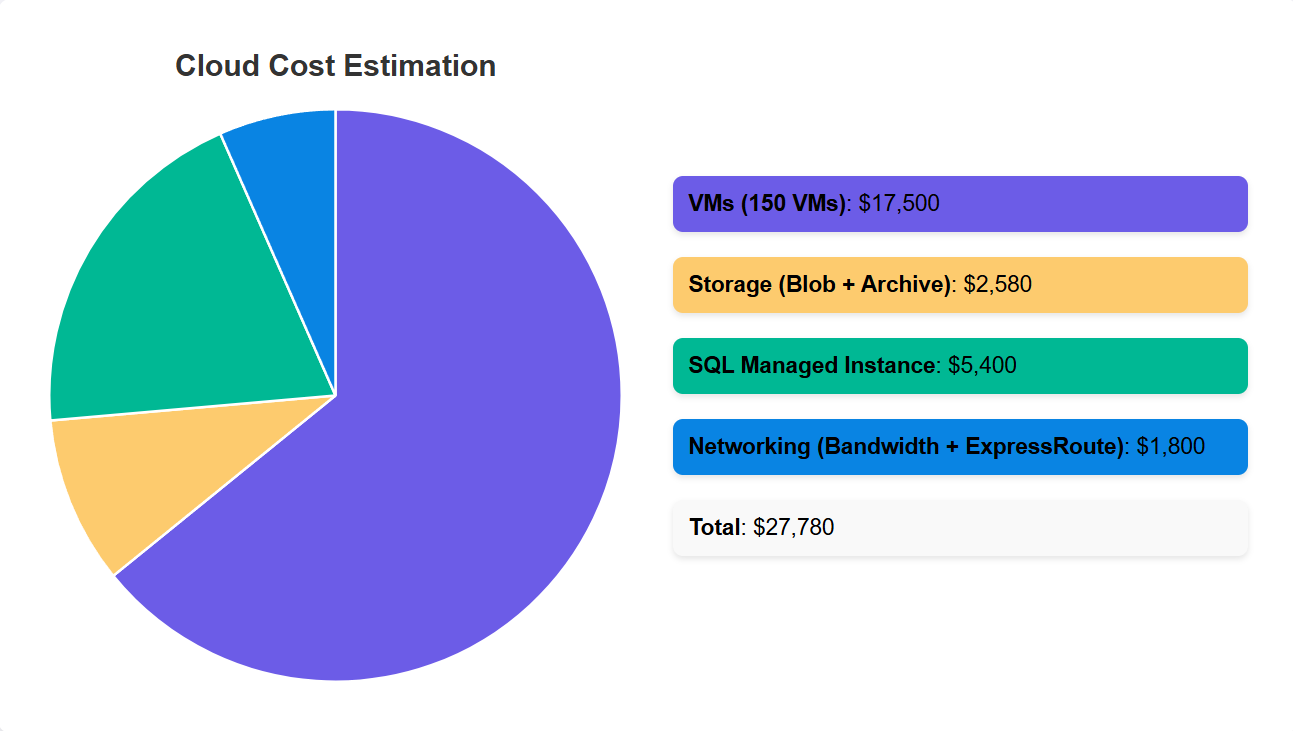 Cloud Cost Estimation
VMs (150 VMs): $17,500
Storage (Blob + Archive): $2,580
SQL Managed Instance: $5,400
Networking (Bandwidth + ExpressRoute): $1,800
Total: $27,780